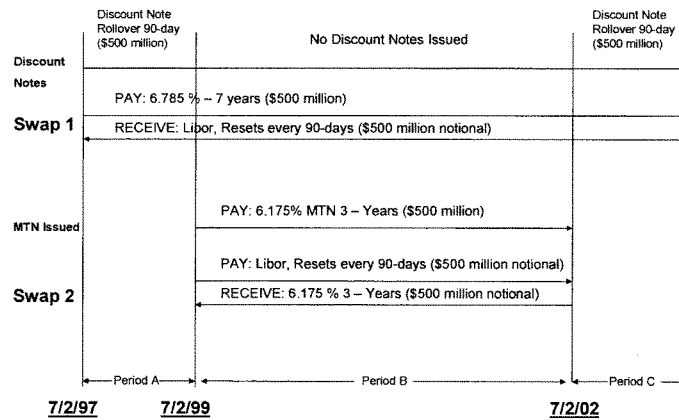 Discount Note
Rollover 90-day
($500 million)
No Discount Notes Issued
Discount Note
Rollover 90-day
($500 million)
Discount
Notes
PAY: 6.785 % – 7 years ($500 million)
Swap 1
RECEIVE: Libor, Resets every 90-days ($500 million notional)
PAY: 6.175% MTN 3 – Years ($500 million)
MTN Issued
PAY: Libor, Resets every 90-days ($500 million notional)
Swap 2
RECEIVE: 6.175 % 3 – Years ($500 million notional)
Period A
Period B
Period C
7/2/97
7/2/99
7/2/02